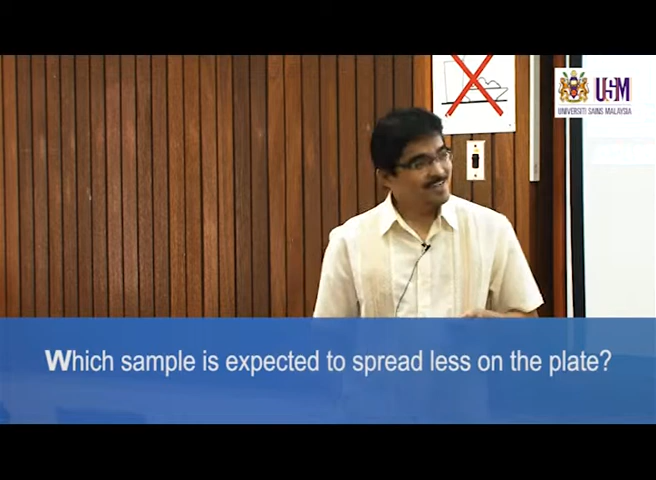 USM
UNIVERSITI SAINS MALAYSIA
Which sample is expected to spread less on the plate?